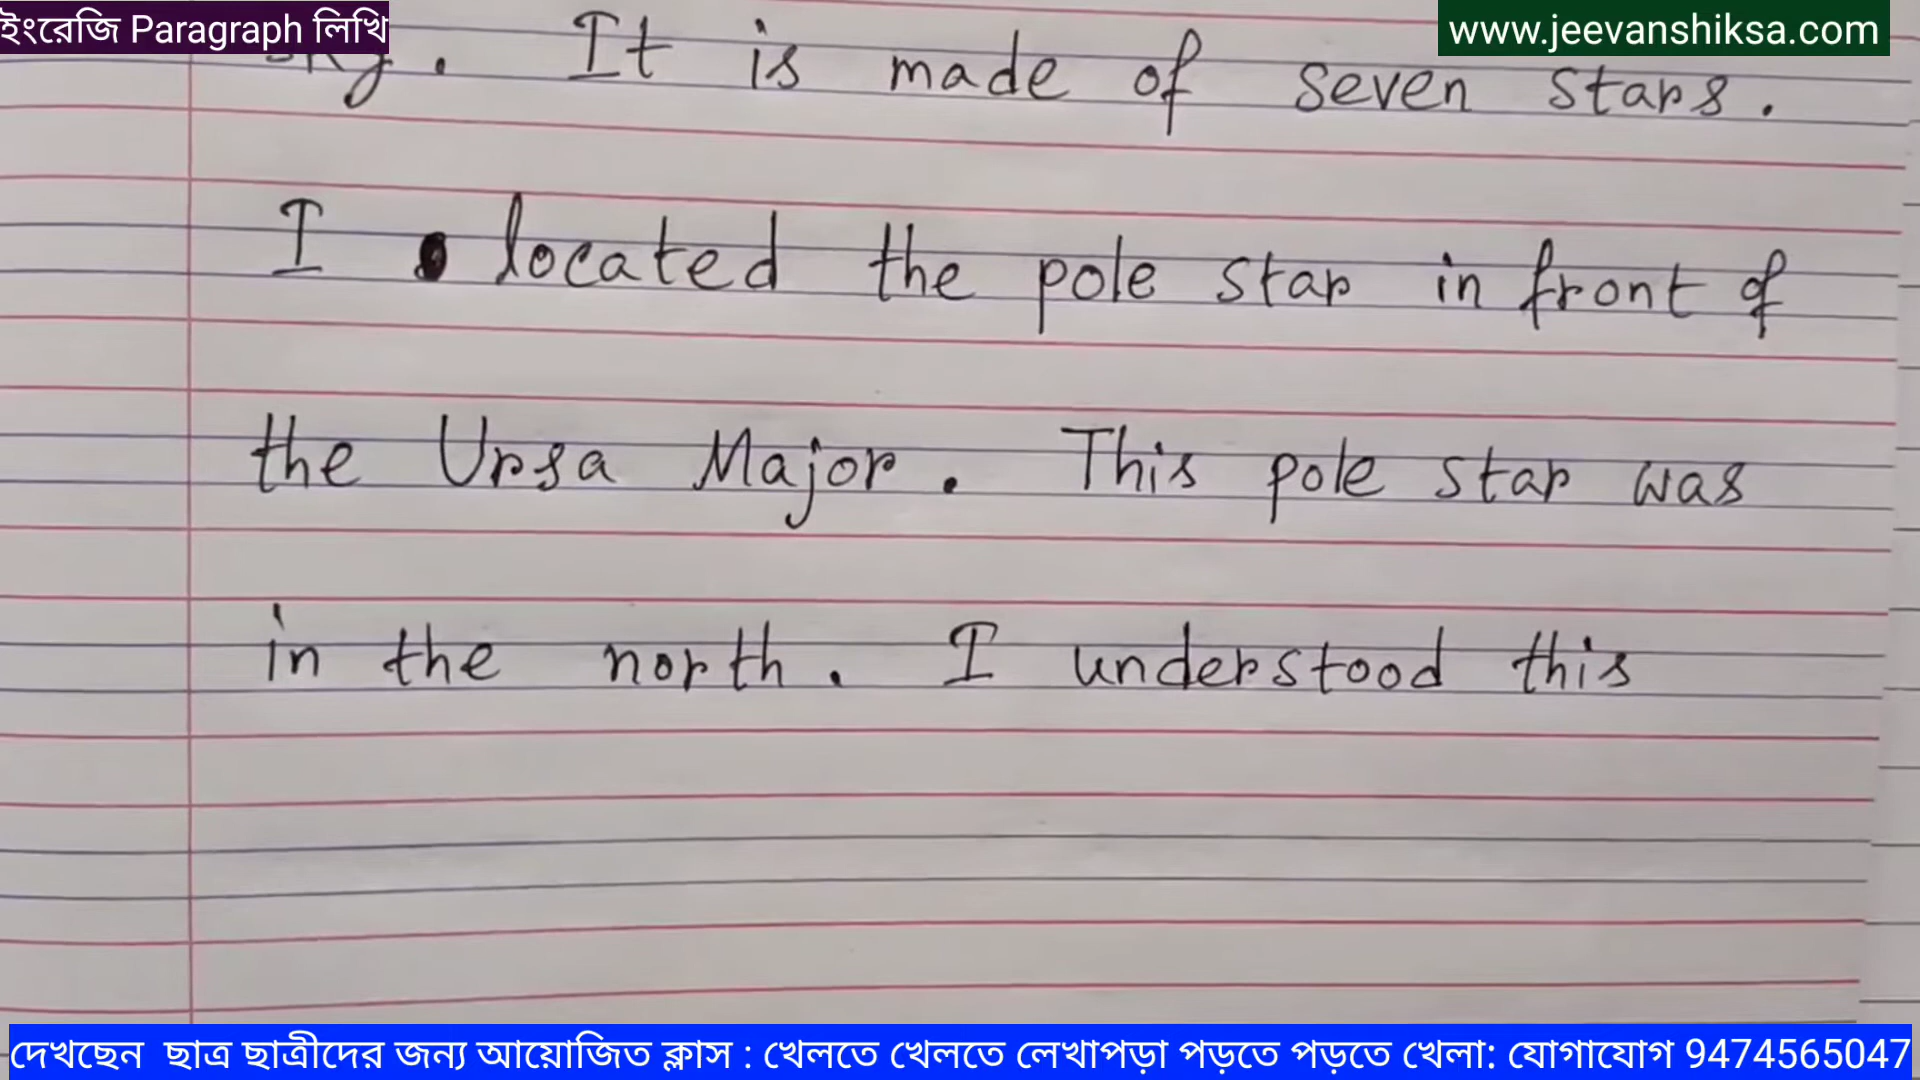 ইংরেজি Paragraph লিখি
www.jeevanshiksa.com
sky. It is made of seven stars.
I located the pole star in front of
the Ursa Major. This pole star was
in the north. I understood this
দেখছেন ছাত্র ছাত্রীদের জন্য আয়োজিত ক্লাস : খেলতে খেলতে লেখাপড়া পড়তে পড়তে খেলা: যোগাযোগ 9474565047